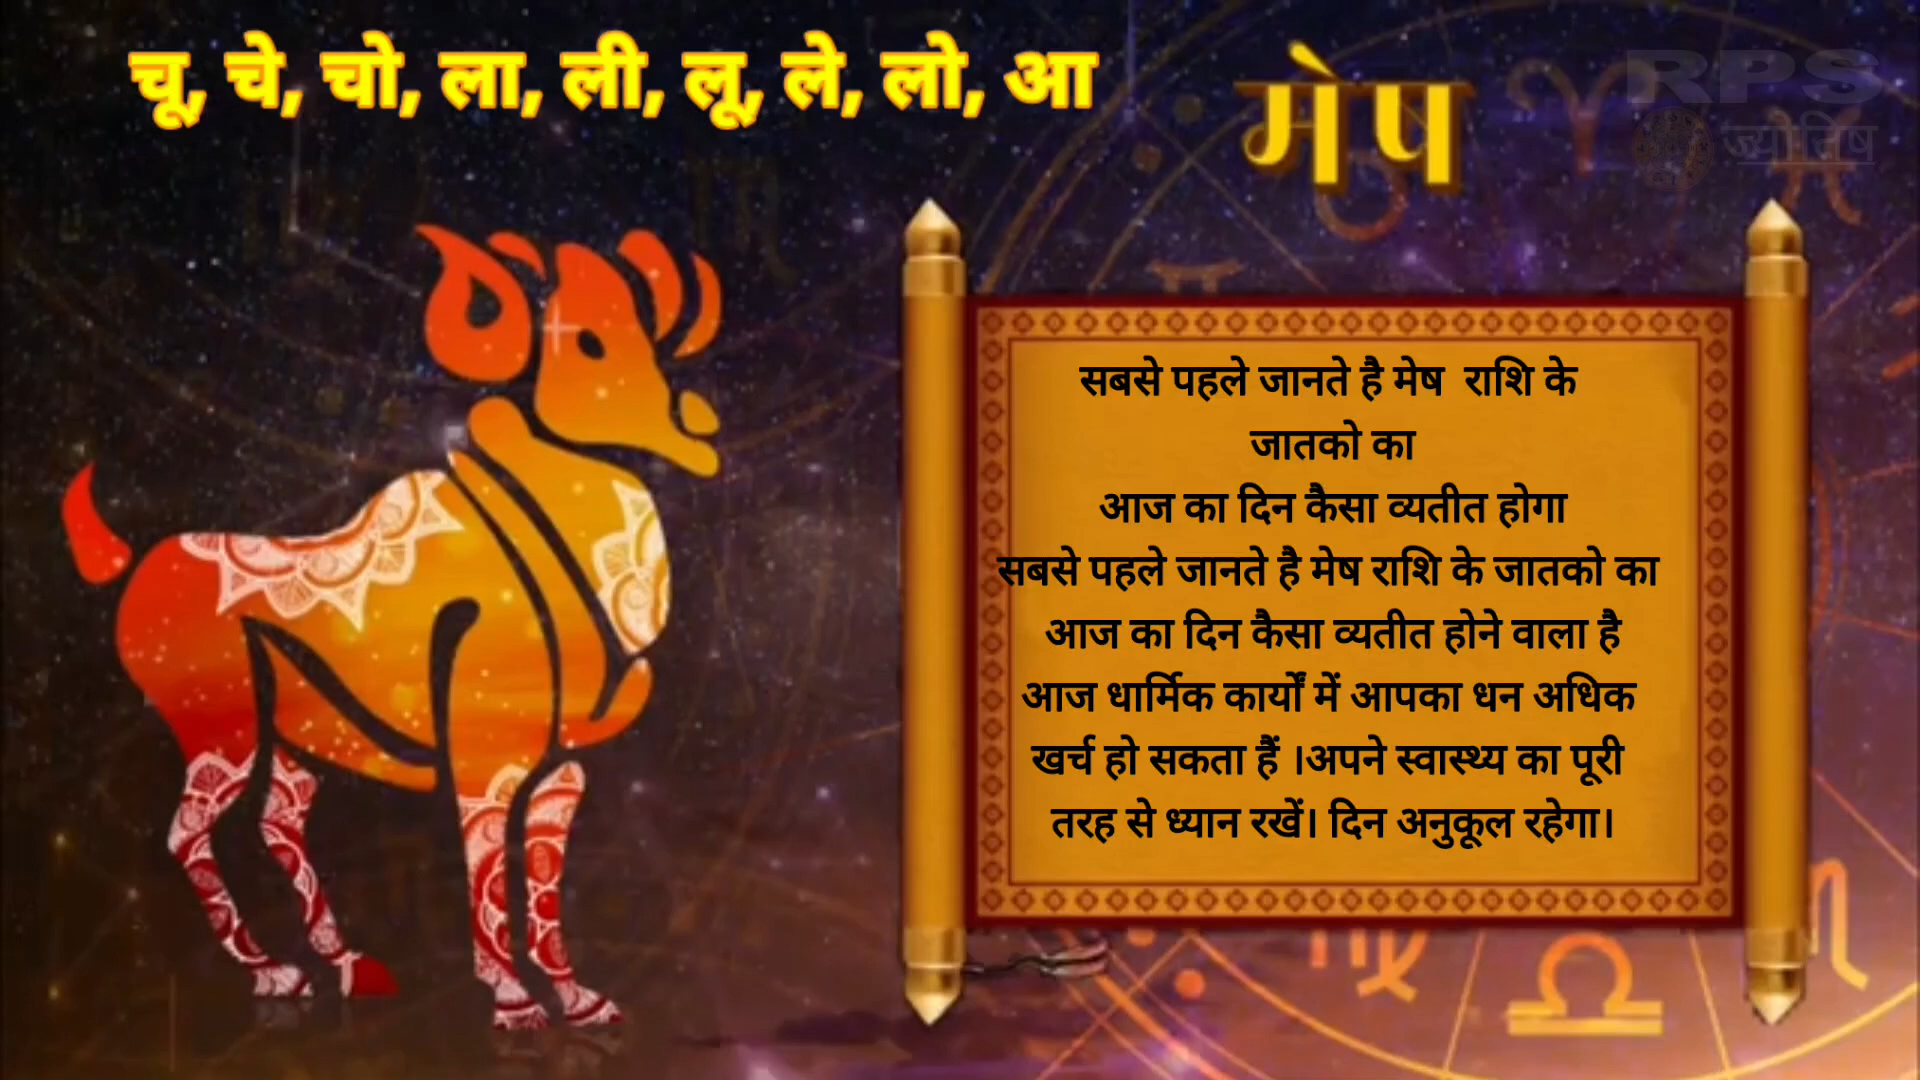 चू, चे, चो, ला, ली, लू, ले, लो, आ
मेष
RPS
ज्योतिष
सबसे पहले जानते है मेष राशि के
जातको का
आज का दिन कैसा व्यतीत होगा
सबसे पहले जानते है मेष राशि के जातको का
आज का दिन कैसा व्यतीत होने वाला है
आज धार्मिक कार्यों में आपका धन अधिक
खर्च हो सकता हैं ।अपने स्वास्थ्य का पूरी
तरह से ध्यान रखें। दिन अनुकूल रहेगा।